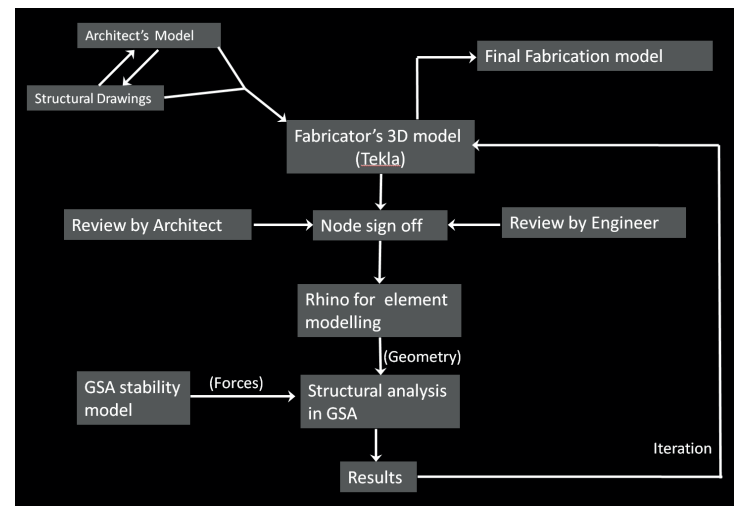 Architect's Model
Final Fabrication model
Structural Drawings
Fabricator's 3D model
(Tekla)
Review by Architect
Node sign off
Review by Engineer
Rhino for element
modelling
(Geometry)
GSA stability
model
(Forces)
Structural analysis
in GSA
Iteration
Results